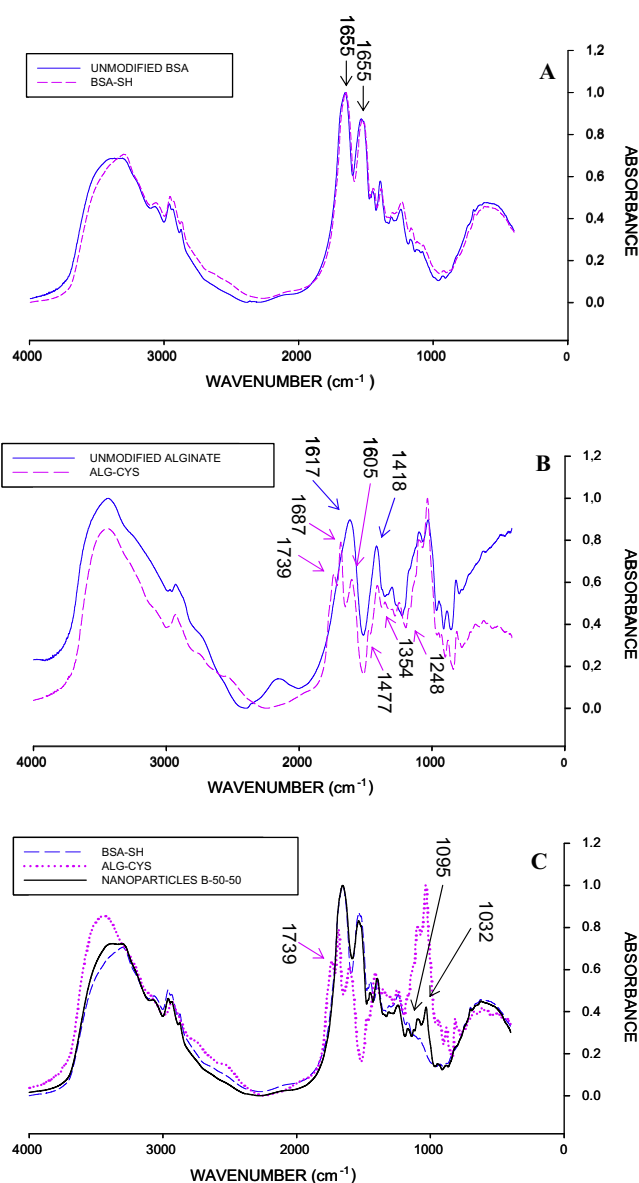 1655
1655
UNMODIFIED BSA
BSA-SH
A
1.2
1.0
0.8
0.6
0.4
0.2
0.0
ABSORBANCE
4000 3000 2000 1000 0
WAVENUMBER (cm-1 )
UNMODIFIED ALGINATE
ALG-CYS
B
1617
1605
1418
1687
1739
1477
1354
1248
1.2
1.0
0.8
0.6
0.4
0.2
0.0
ABSORBANCE
4000 3000 2000 1000 0
WAVENUMBER (cm-1 )
BSA-SH
ALG-CYS
NANOPARTICLES B-50-50
C
1095
1032
1739
1.2
1.0
0.8
0.6
0.4
0.2
0.0
ABSORBANCE
4000 3000 2000 1000 0
WAVENUMBER (cm-1 )